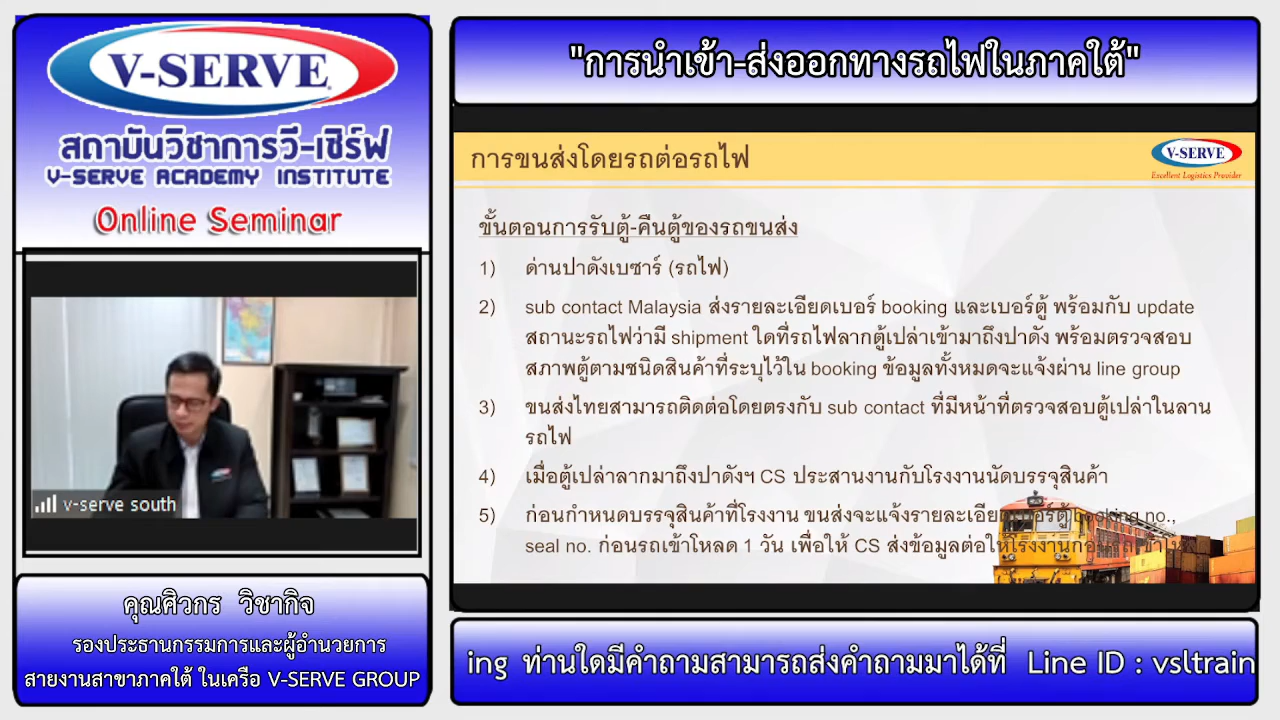 V-SERVE
สถาบันวิชาการวี-เซิร์ฟ
V-SERVE ACADEMY INSTITUTE
Online Seminar
v-serve south
คุณศิวกร วิชากิจ
รองประธานกรรมการและผู้อำนวยการ
สายงานสาขาภาคใต้ ในเครือ V-SERVE GROUP
"การนำเข้า-ส่งออกทางรถไฟในภาคใต้"
การขนส่งโดยรถต่อรถไฟ
V-SERVE
Excellent Logistics Provider
ขั้นตอนการรับตู้-คืนตู้ของรถขนส่ง
1) ด่านปาดังเบซาร์ (รถไฟ)
2) sub contact Malaysia ส่งรายละเอียดเบอร์ booking และเบอร์ตู้ พร้อมกับ update
สถานะรถไฟว่ามี shipment ใดที่รถไฟลากตู้เปล่าเข้ามาถึงปาดัง พร้อมตรวจสอบ
สภาพตู้ตามชนิดสินค้าที่ระบุไว้ใน booking ข้อมูลทั้งหมดจะแจ้งผ่าน line group
3) ขนส่งไทยสามารถติดต่อโดยตรงกับ sub contact ที่มีหน้าที่ตรวจสอบตู้เปล่าในลาน
รถไฟ
4) เมื่อตู้เปล่าลากมาถึงปาดังฯ CS ประสานงานกับโรงงานนัดบรรจุสินค้า
5) ก่อนกำหนดบรรจุสินค้าที่โรงงาน ขนส่งจะแจ้งรายละเอียดเบอร์ตู้ booking no.,
seal no. ก่อนรถเข้าโหลด 1 วัน เพื่อให้ CS ส่งข้อมูลต่อให้โรงงานก่อน
ing ท่านใดมีคำถามสามารถส่งคำถามมาได้ที่ Line ID : vsltrain